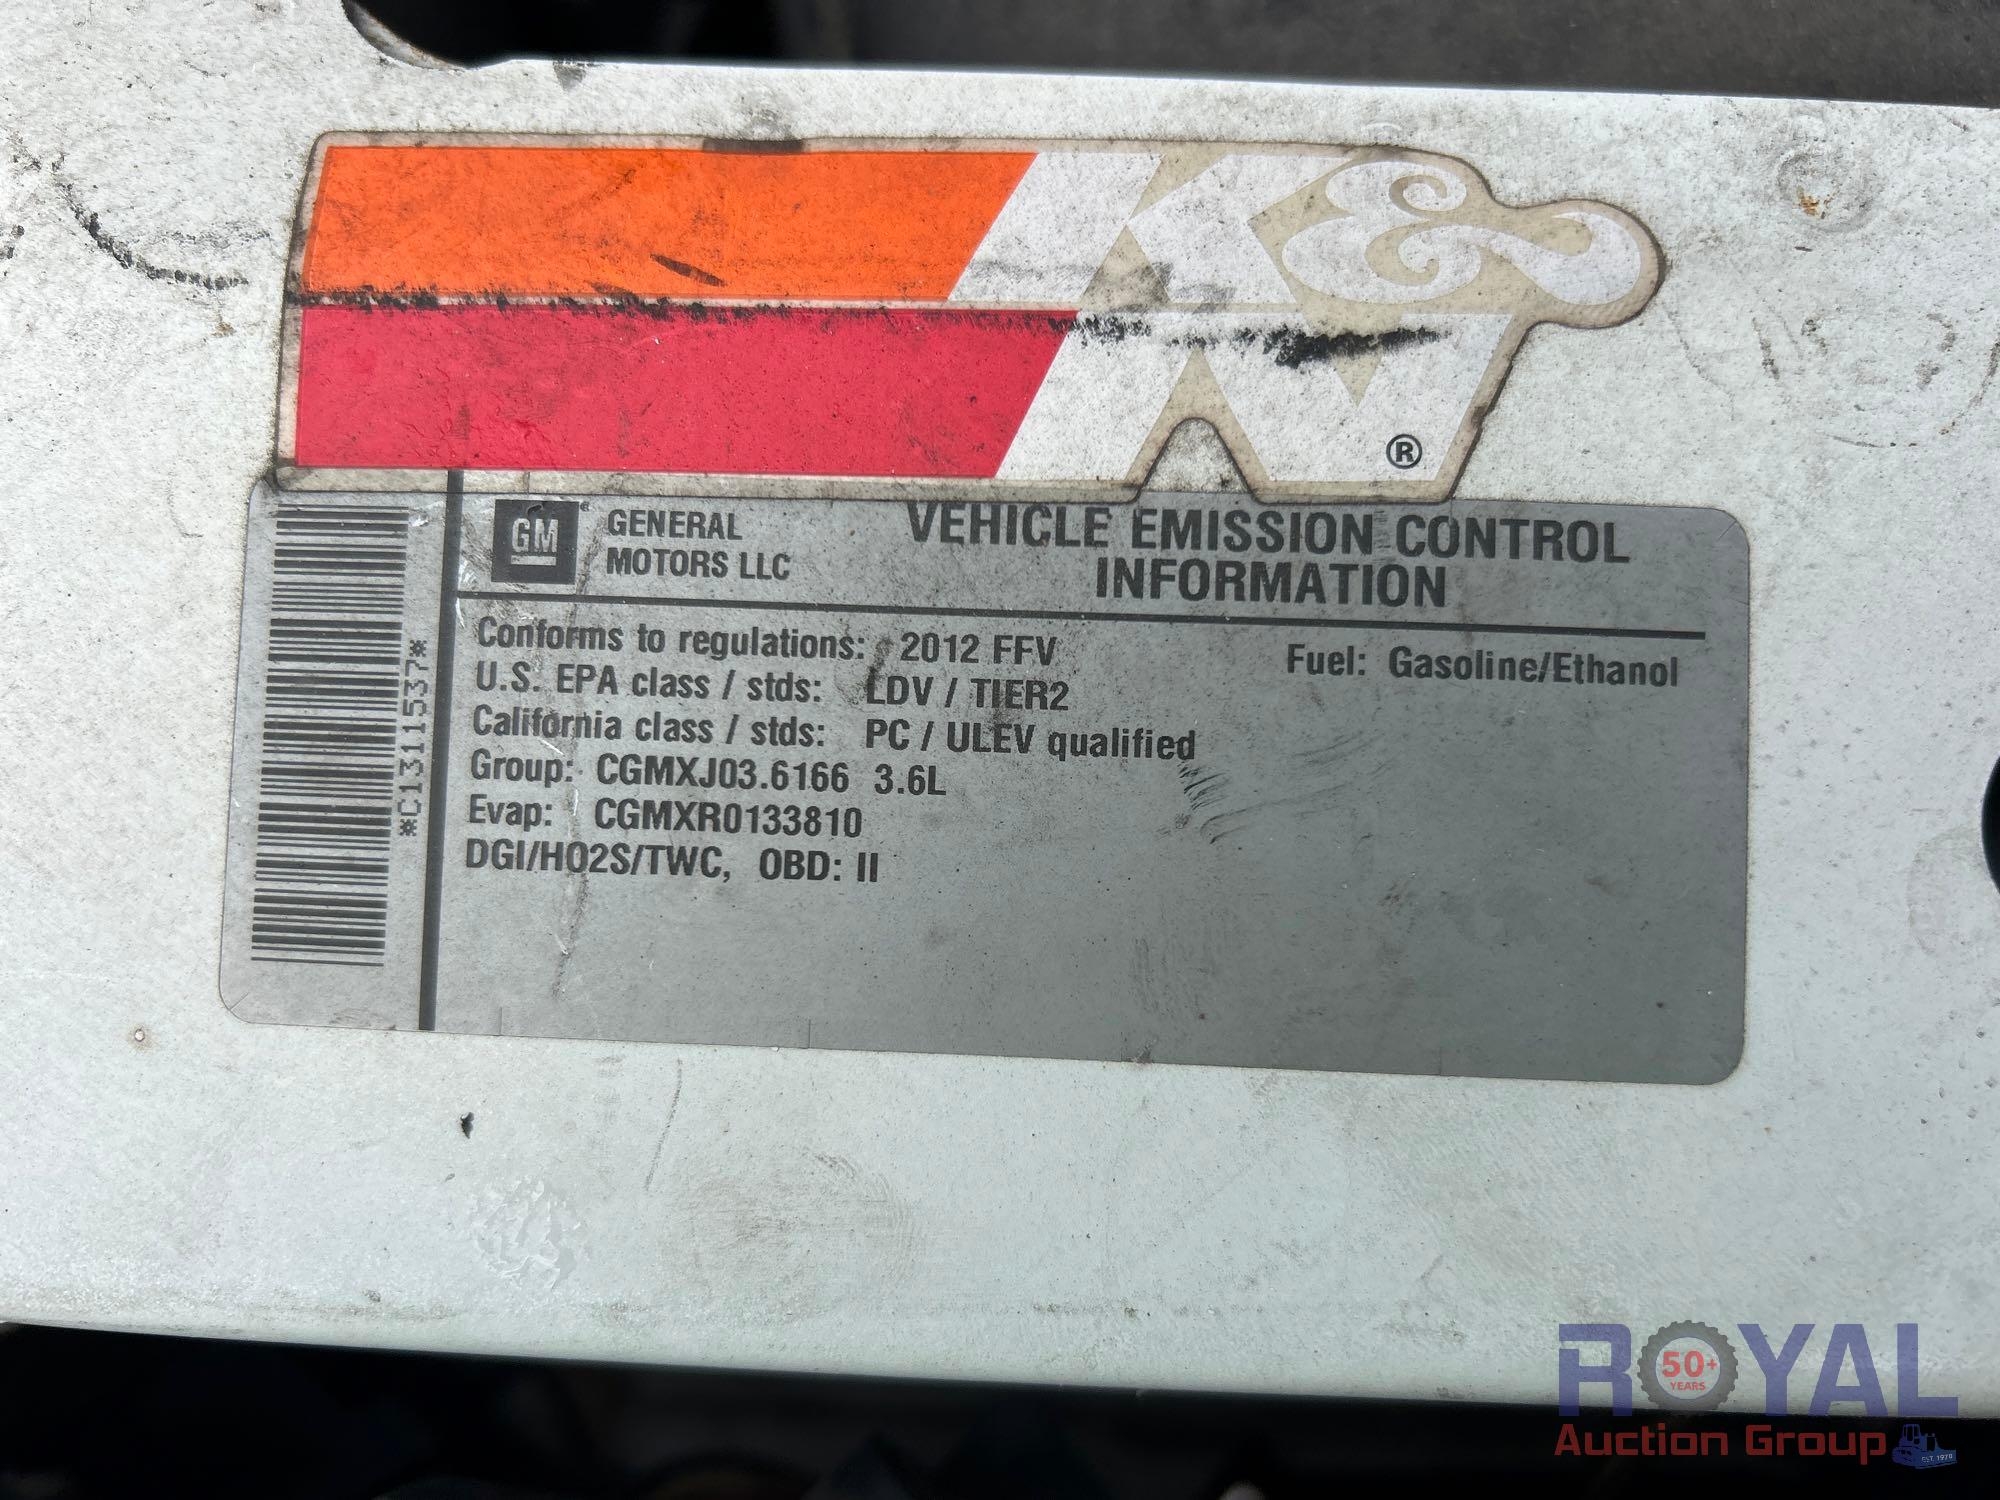 K&N®
GM
GENERAL
MOTORS LLC
VEHICLE EMISSION CONTROL
INFORMATION
Conforms to regulations: 2012 FFV
Fuel: Gasoline/Ethanol
U.S. EPA class / stds: LDV / TIER2
California class / stds: PC / ULEV qualified
Group: CGMXJ03.6166 3.6L
Evap: CGMXR0133810
DGI/HO2S/TWC, OBD: II
*C1311537*
ROYAL
50+
YEARS
Auction Group
EST. 1970